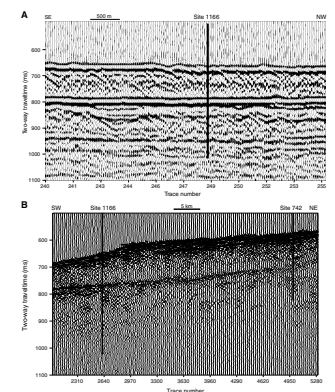 A
SE 500 m Site 1166 NW
600
700
800
900
1000
1100
Two-way traveltime (ms)
240 241 243 244 246 247 249 250 252 253 255
Trace number
B
SW Site 1166 5 km Site 742 NE
600
700
800
900
1000
1100
Two-way traveltime (ms)
2310 2640 2970 3300 3630 3960 4290 4620 4950 5280
Trace number